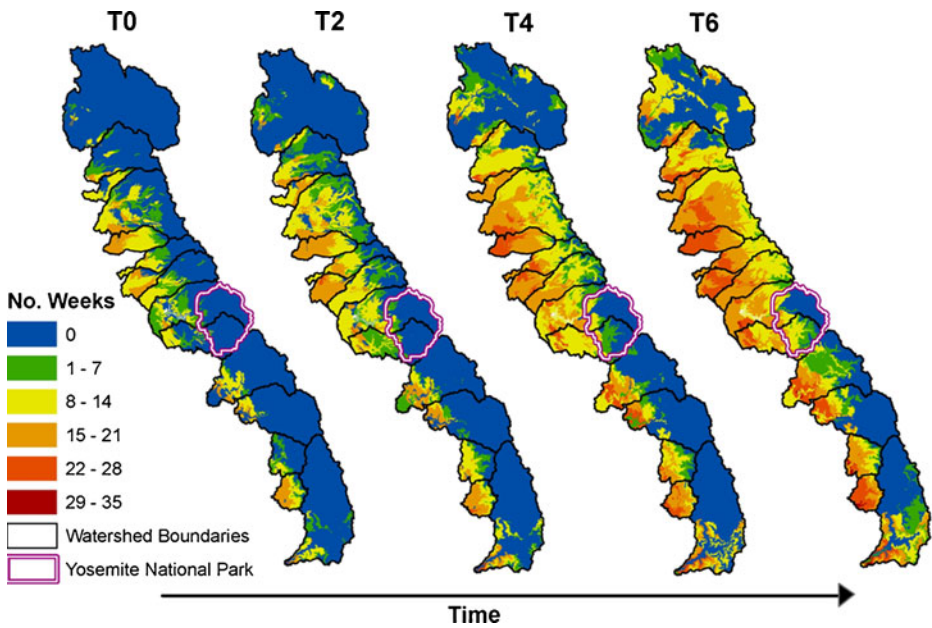 T0 T2 T4 T6
No. Weeks
0
1 - 7
8 - 14
15 - 21
22 - 28
29 - 35
Watershed Boundaries
Yosemite National Park
Time